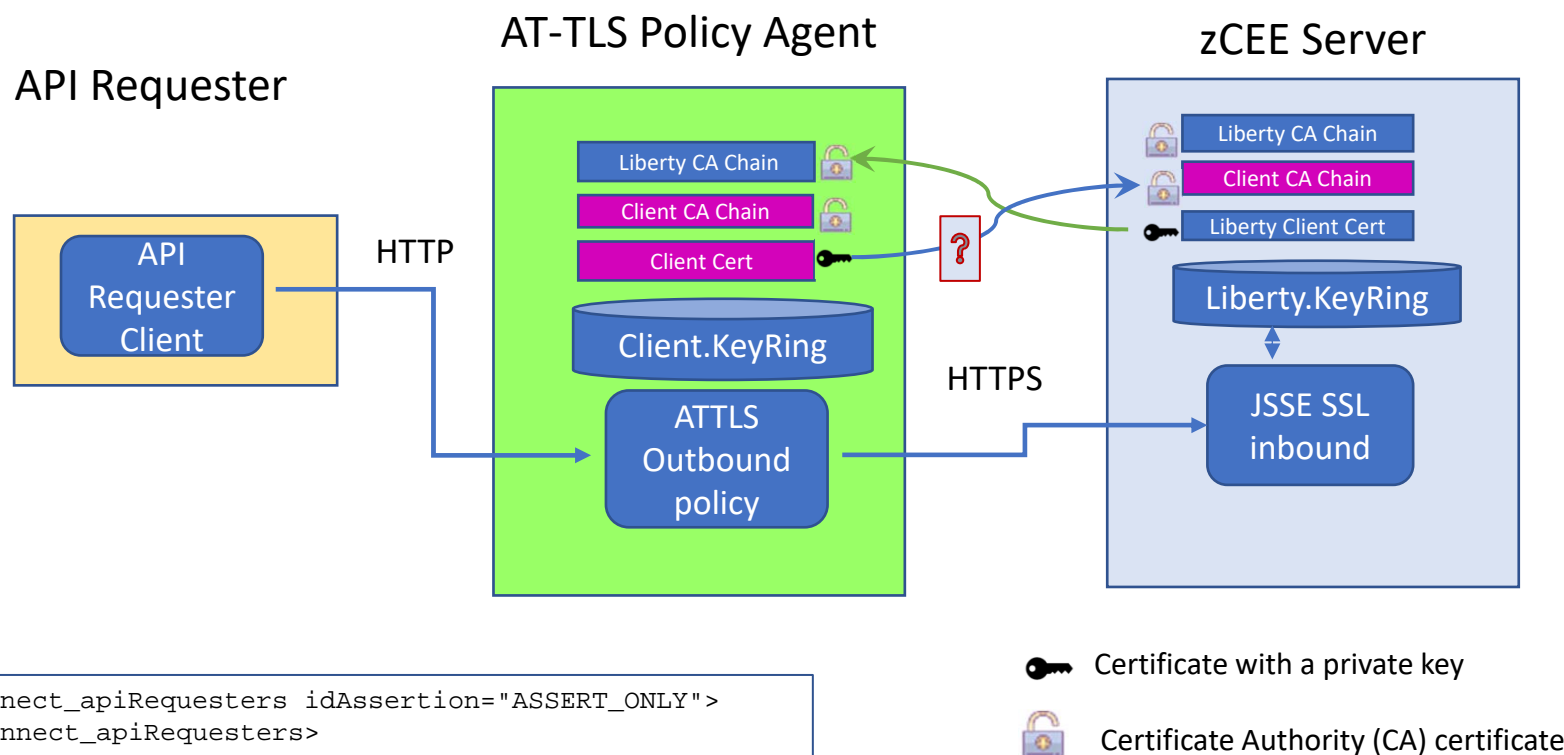 AT-TLS Policy Agent
zCEE Server
API Requester
Liberty CA Chain
Client CA Chain
Client Cert
Liberty CA Chain
Client CA Chain
Liberty Client Cert
?
API
Requester
Client
HTTP
Client.KeyRing
Liberty.KeyRing
HTTPS
ATTLS
Outbound
policy
JSSE SSL
inbound
nect_apiRequesters idAssertion="ASSERT_ONLY">
nnect_apiRequesters>
Certificate with a private key
Certificate Authority (CA) certificate